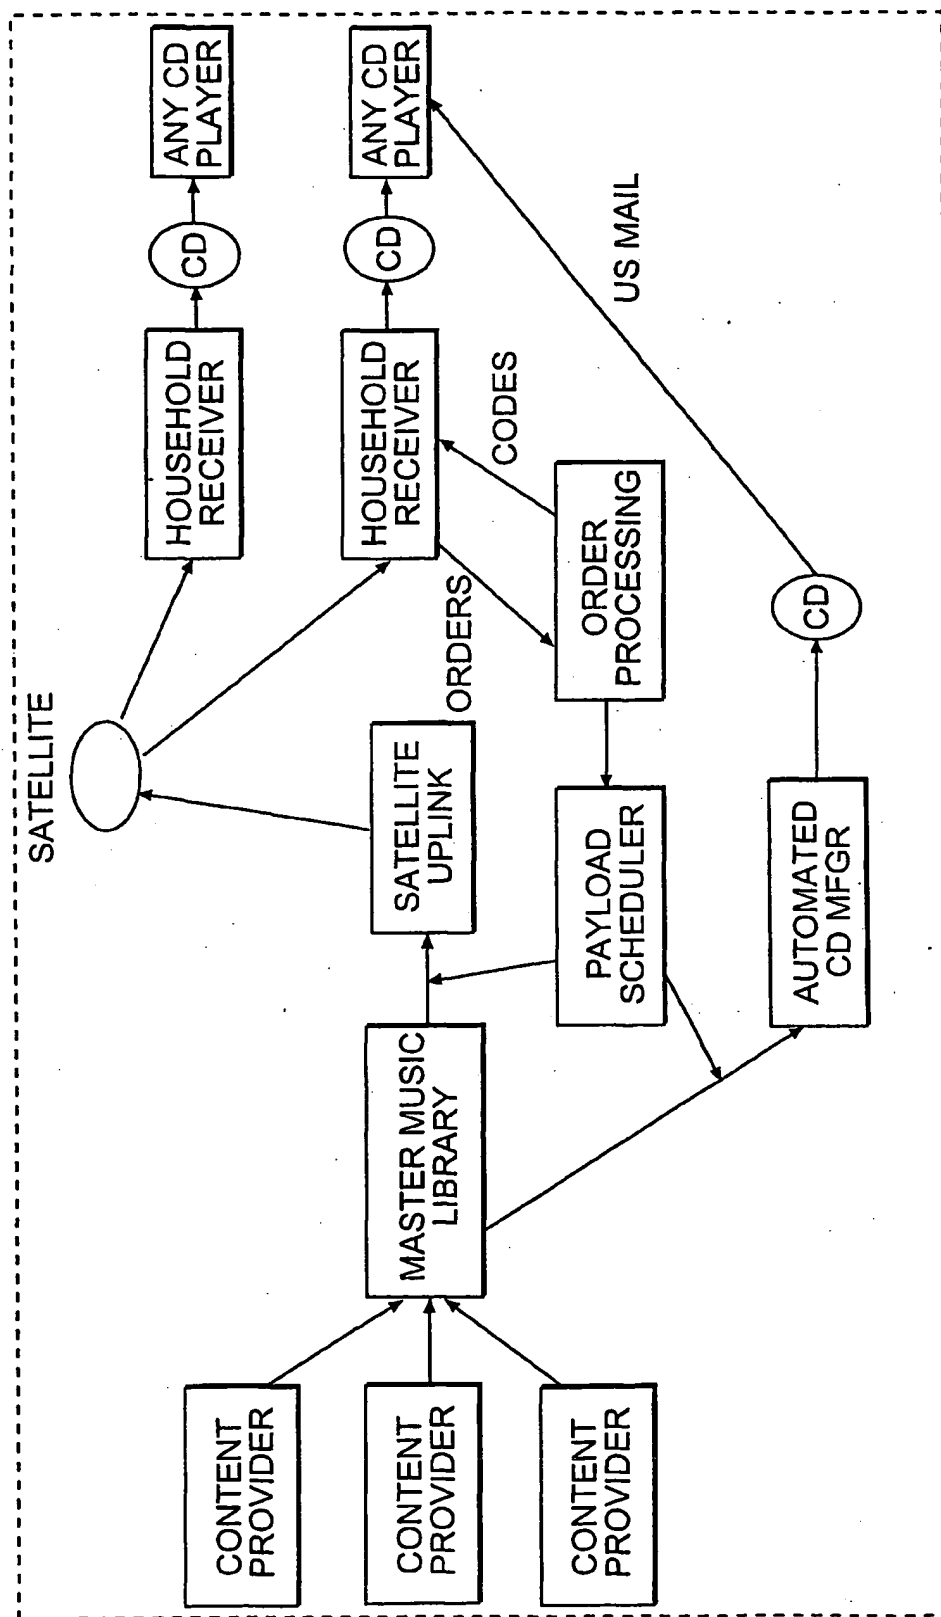 SATELLITE
HOUSEHOLD
RECEIVER
CD
ANY CD
PLAYER
CONTENT
PROVIDER
CONTENT
PROVIDER
CONTENT
PROVIDER
MASTER MUSIC
LIBRARY
SATELLITE
UPLINK
HOUSEHOLD
RECEIVER
CD
ANY CD
PLAYER
ORDERS
CODES
PAYLOAD
SCHEDULER
ORDER
PROCESSING
US MAIL
AUTOMATED
CD MFGR
CD